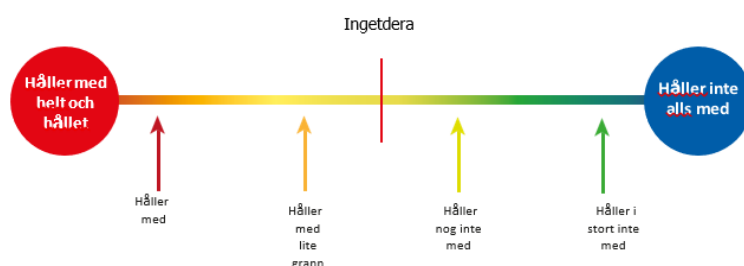 Ingetdera
Håller med
helt och
hållet
Håller inte
alls med
Håller
med
Håller
med
lite
grann
Håller
nog inte
med
Håller i
stort inte
med